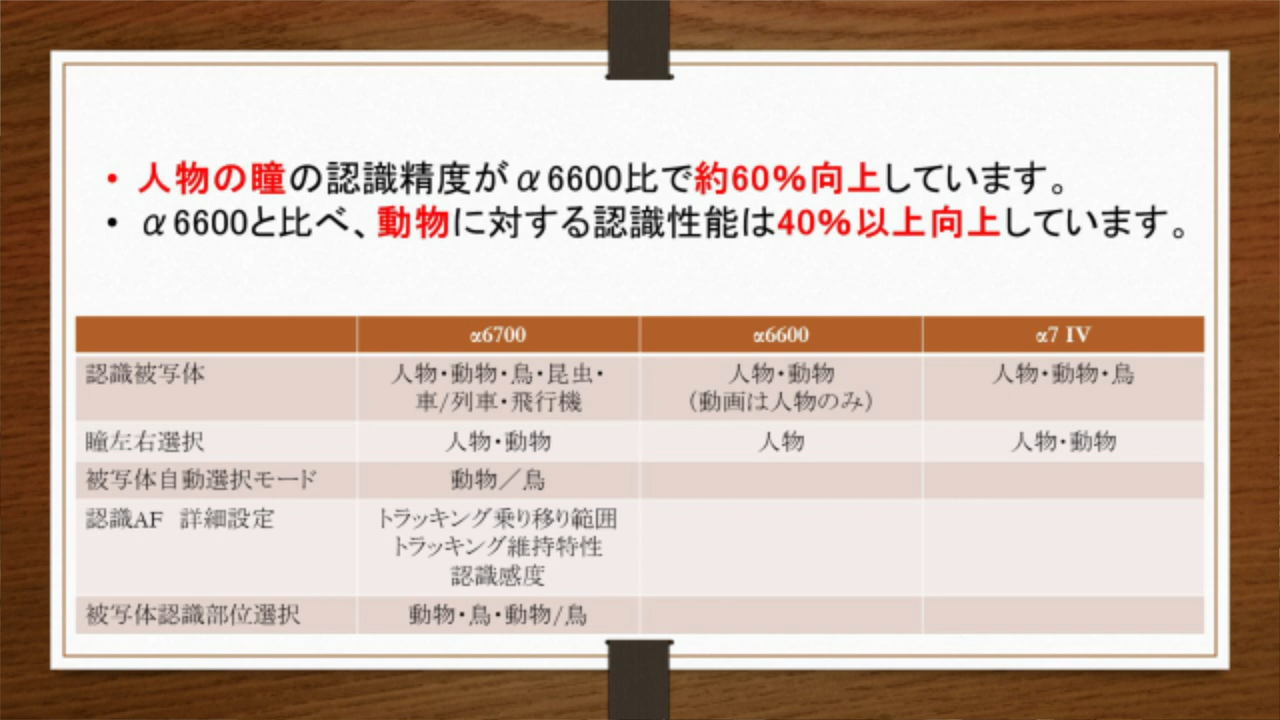 • 人物の瞳の認識精度がα6600比で約60%向上しています。
• α6600と比べ、動物に対する認識性能は40%以上向上しています。
α6700 α6600 α7 IV
認識被写体 人物・動物・鳥・昆虫・ 人物・動物 人物・動物・鳥
車/列車・飛行機 (動画は人物のみ)
瞳左右選択 人物・動物 人物 人物・動物
被写体自動選択モード 動物／鳥
認識AF 詳細設定 トラッキング乗り移り範囲
トラッキング維持特性
認識感度
被写体認識部位選択 動物・鳥・動物/鳥